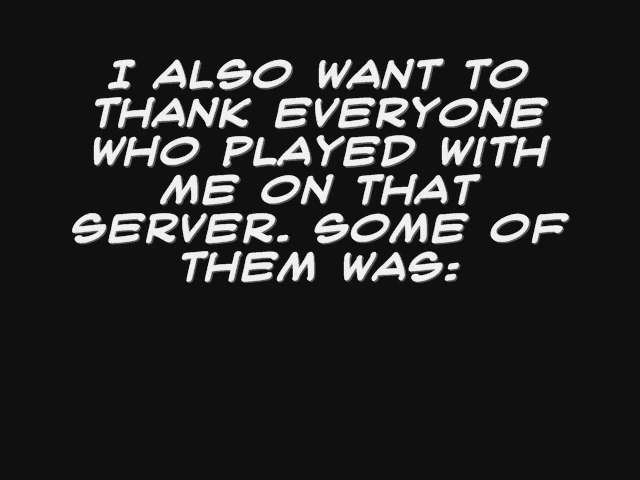 I ALSO WANT TO
THANK EVERYONE
WHO PLAYED WITH
ME ON THAT
SERVER. SOME OF
THEM WAS: